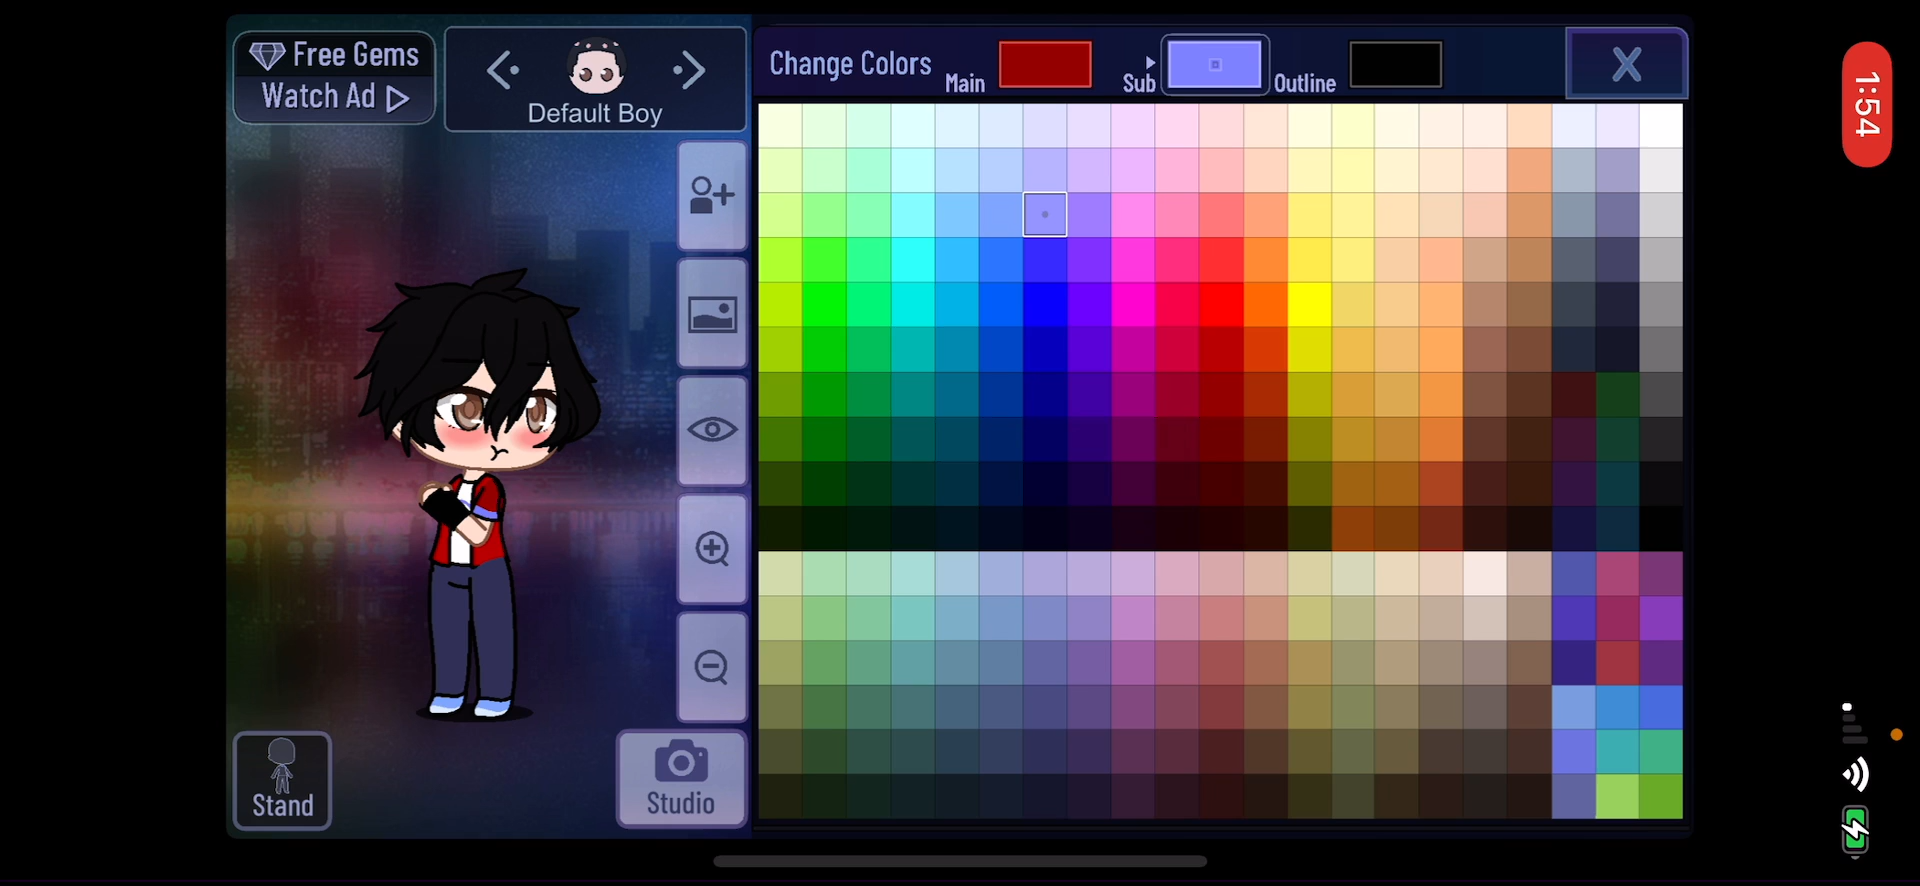 Free Gems
Watch Ad
Default Boy
Change Colors
Main
Sub
Outline
X
1:54
Stand
Studio